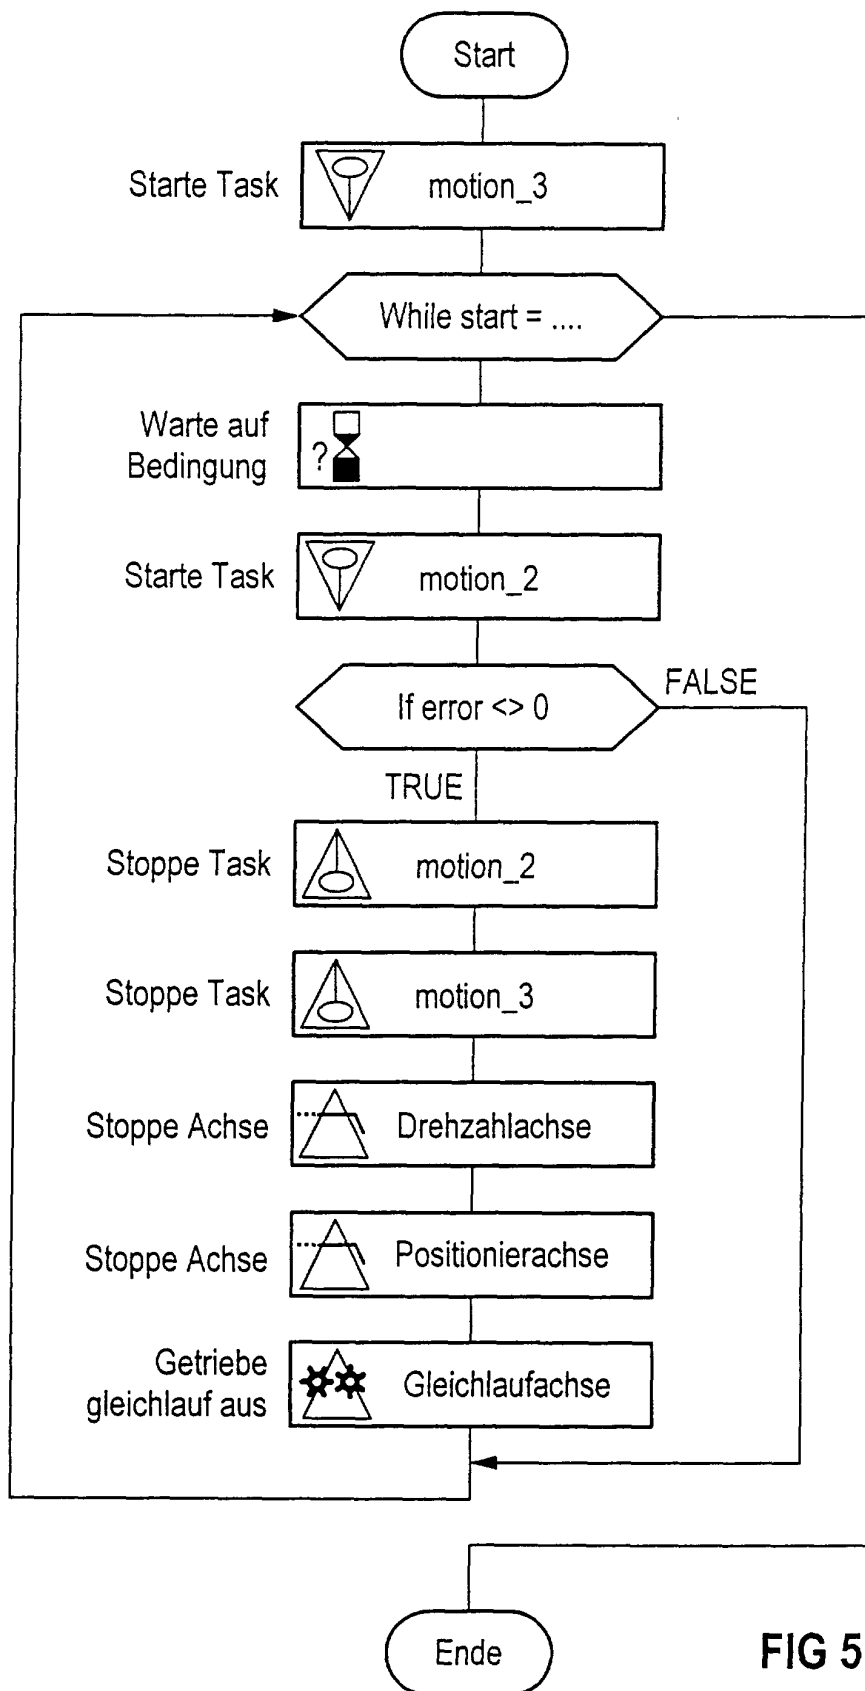 Start
Starte Task
motion_3
While start = ....
Warte auf
Bedingung
?
Starte Task
motion_2
If error <> 0
FALSE
TRUE
Stoppe Task
motion_2
Stoppe Task
motion_3
Stoppe Achse
Drehzahlachse
Stoppe Achse
Positionierachse
Getriebe
gleichlauf aus
Gleichlaufachse
Ende
FIG 5